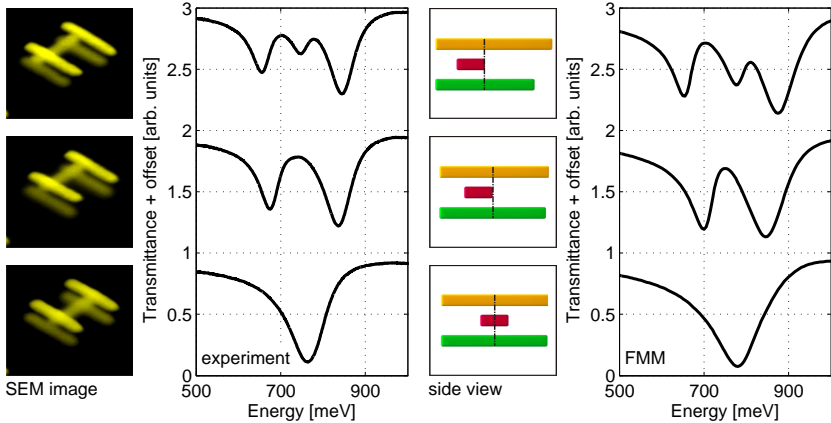 Transmittance + offset [arb. units]
3
2.5
2
1.5
1
0.5
0
experiment
500 700 900
Energy [meV]
SEM image
side view
Transmittance + offset [arb. units]
3
2.5
2
1.5
1
0.5
0
FMM
500 700 900
Energy [meV]